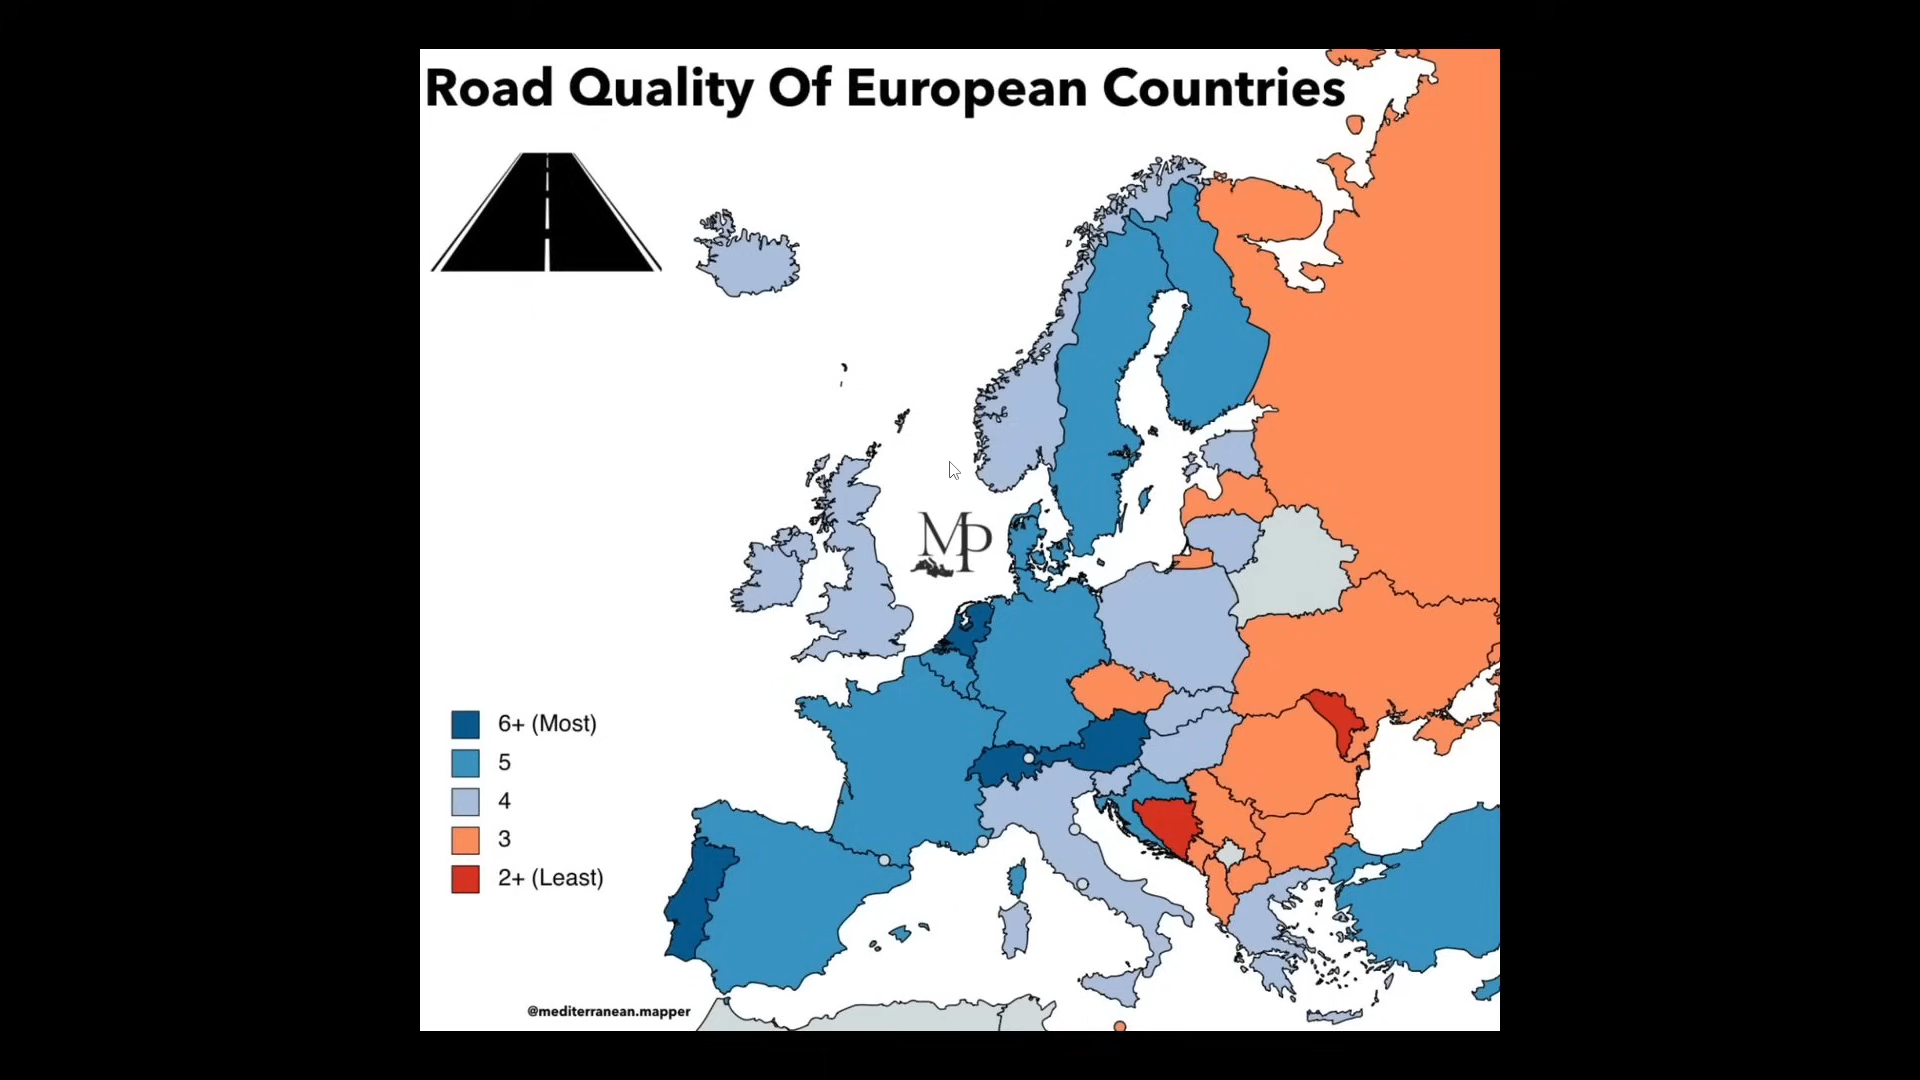 Road Quality Of European Countries
MP
6+ (Most)
5
4
3
2+ (Least)
@mediterranean.mapper